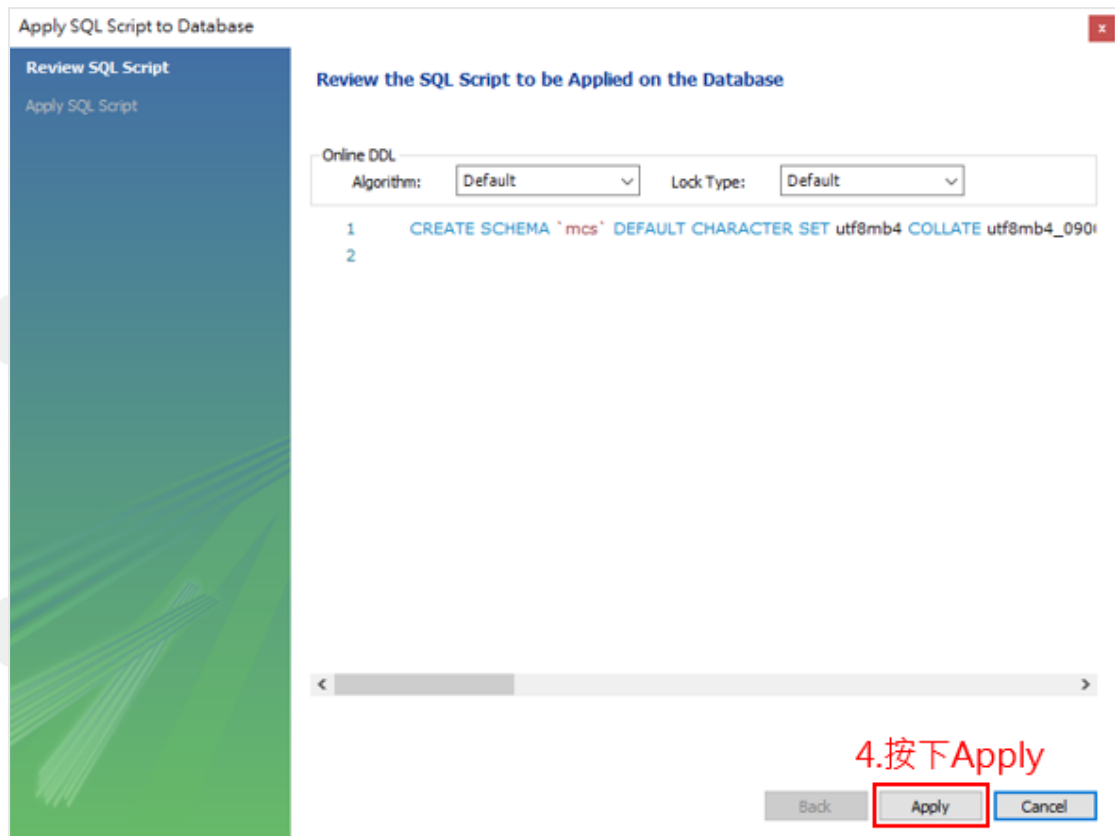 Apply SQL Script to Database
x
Review SQL Script
Apply SQL Script
Review the SQL Script to be Applied on the Database
Online DDL
Algorithm: Default Lock Type: Default
1 CREATE SCHEMA `mcs` DEFAULT CHARACTER SET utf8mb4 COLLATE utf8mb4_090
2
4.按下Apply
Back Apply Cancel